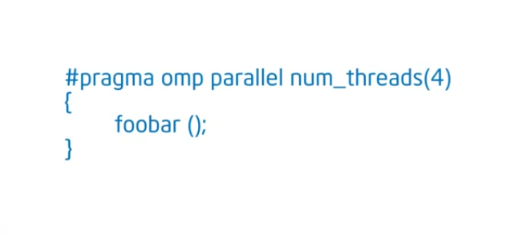 #pragma omp parallel num_threads(4)
{
foobar ();
}